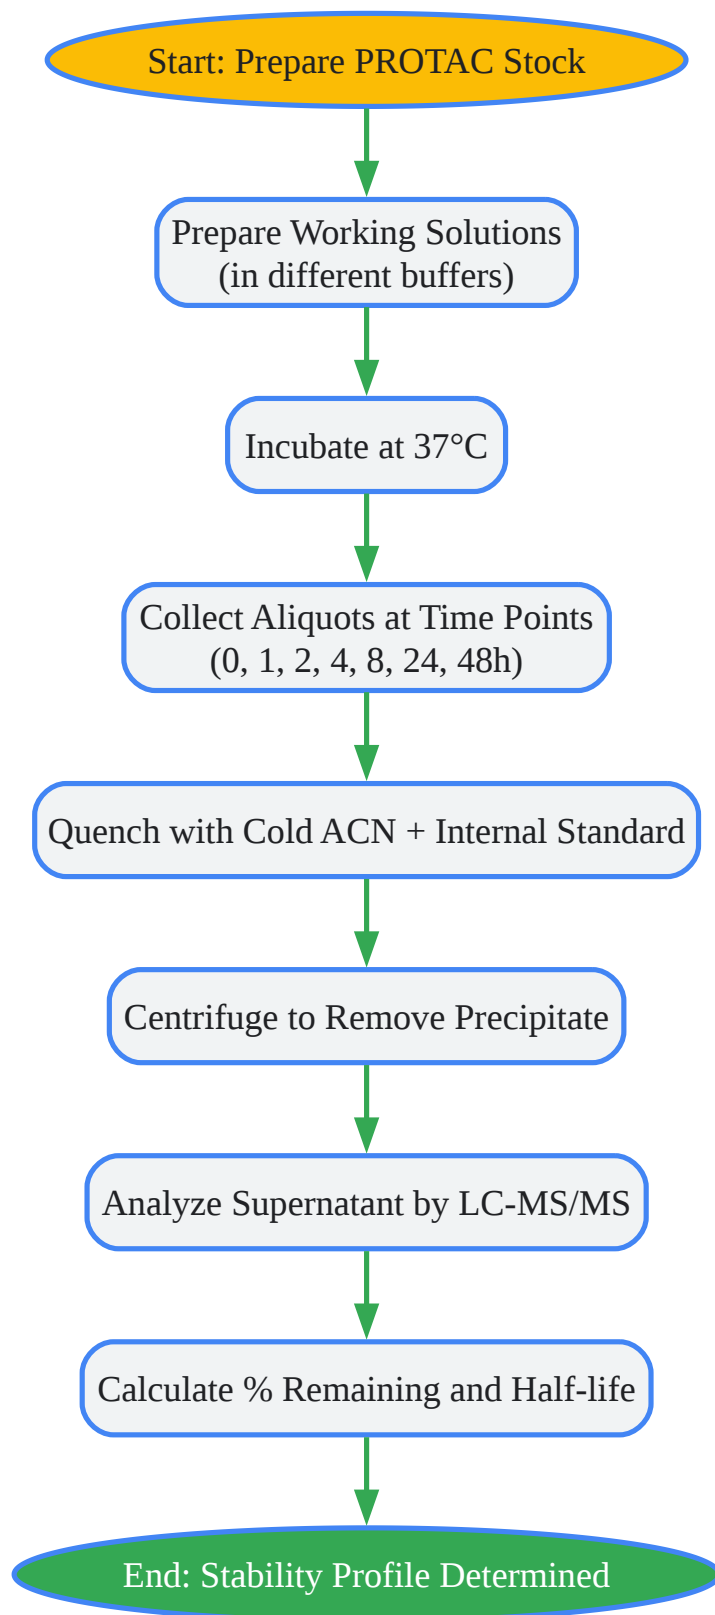 Start: Prepare PROTAC Stock
Prepare Working Solutions
(in different buffers)
Incubate at 37°C
Collect Aliquots at Time Points
(0, 1, 2, 4, 8, 24, 48h)
Quench with Cold ACN + Internal Standard
Centrifuge to Remove Precipitate
Analyze Supernatant by LC-MS/MS
Calculate % Remaining and Half-life
End: Stability Profile Determined